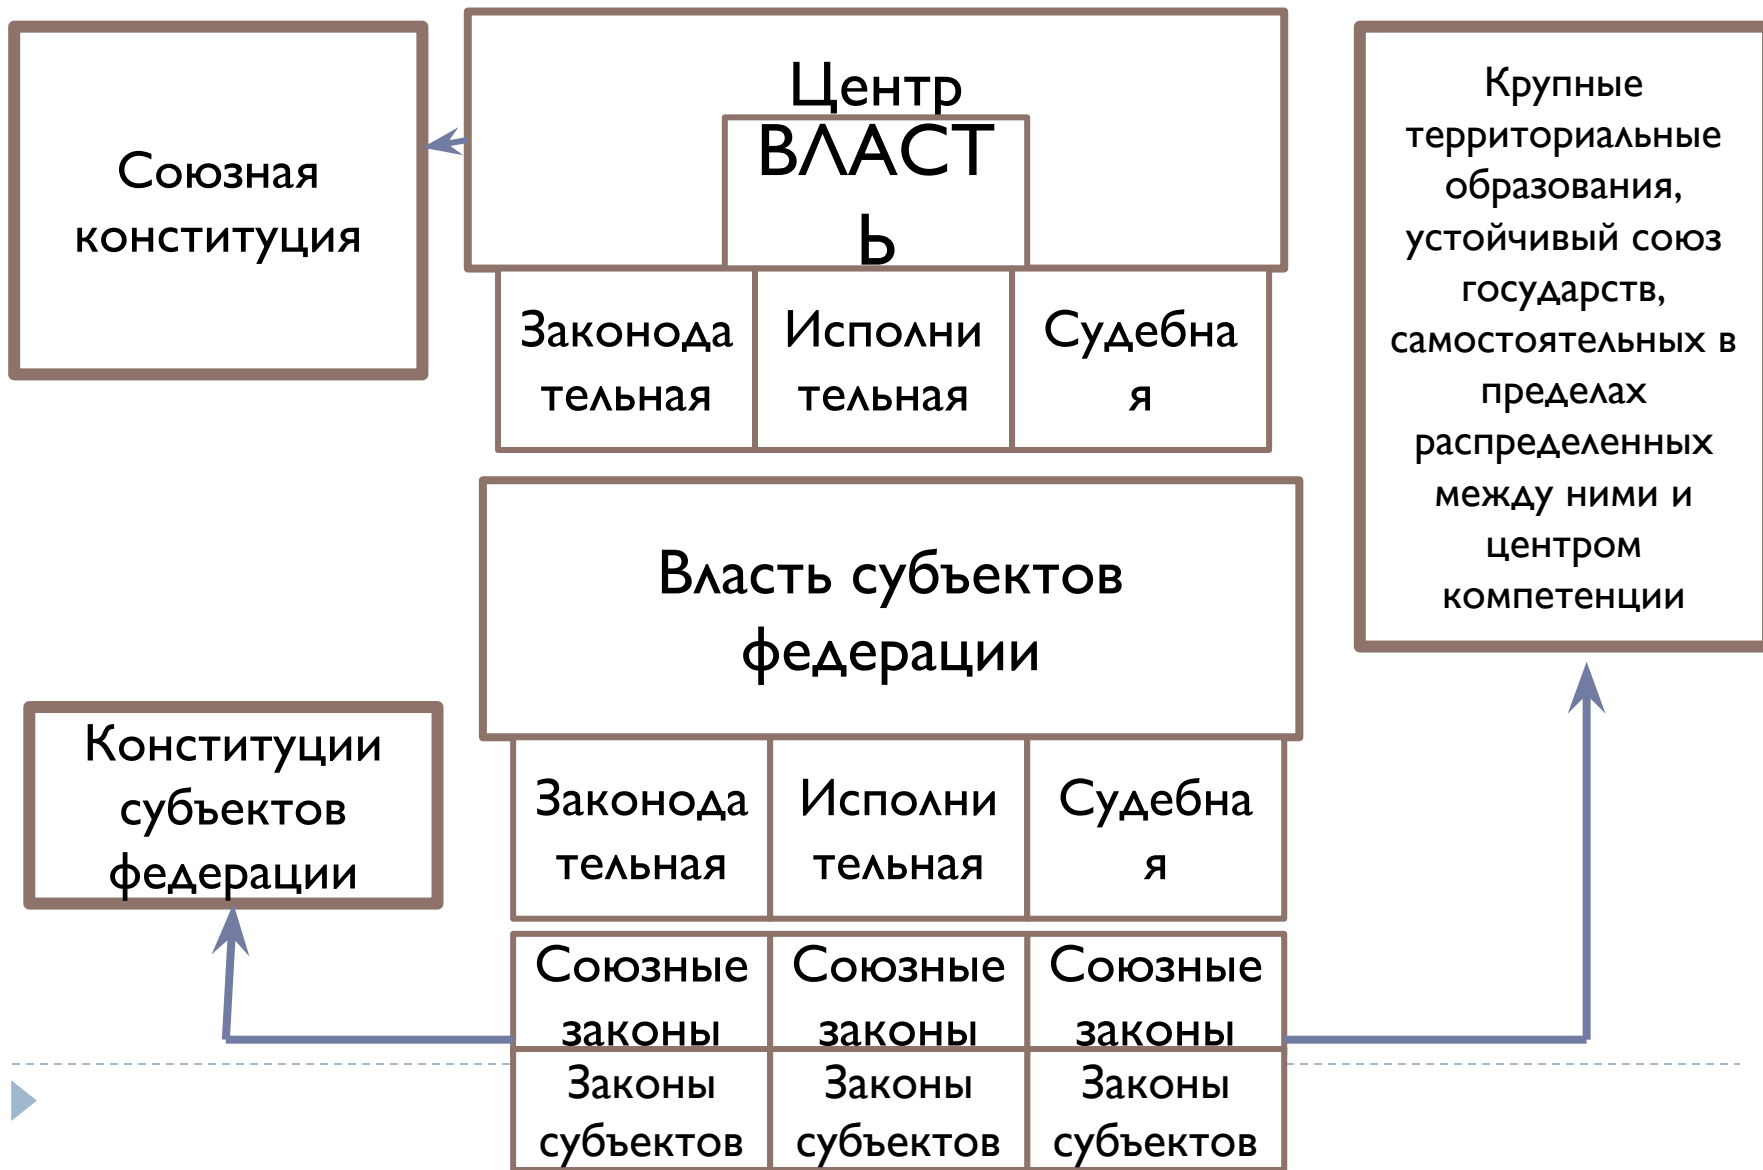 Союзная
конституция
Центр
ВЛАСТ
Ь
Законода
тельная
Исполни
тельная
Судебна
я
Крупные
территориальные
образования,
устойчивый союз
государств,
самостоятельных в
пределах
распределенных
между ними и
центром
компетенции
Власть субъектов
федерации
Законода
тельная
Исполни
тельная
Судебна
я
Конституции
субъектов
федерации
Союзные
законы
Союзные
законы
Союзные
законы
Законы
субъектов
Законы
субъектов
Законы
субъектов